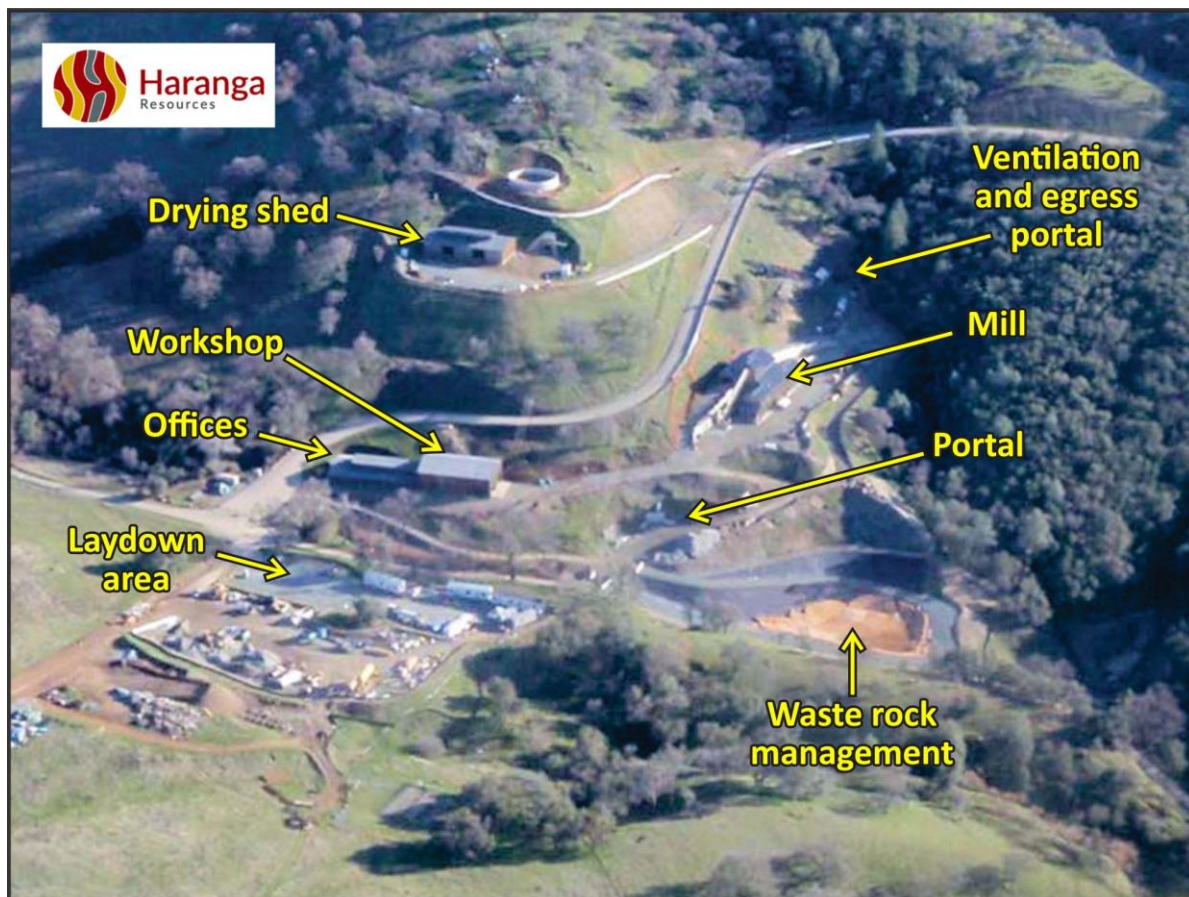 Haranga
Resources
Ventilation
and egress
portal
Drying shed
Mill
Workshop
Offices
Portal
Laydown
area
Waste rock
management